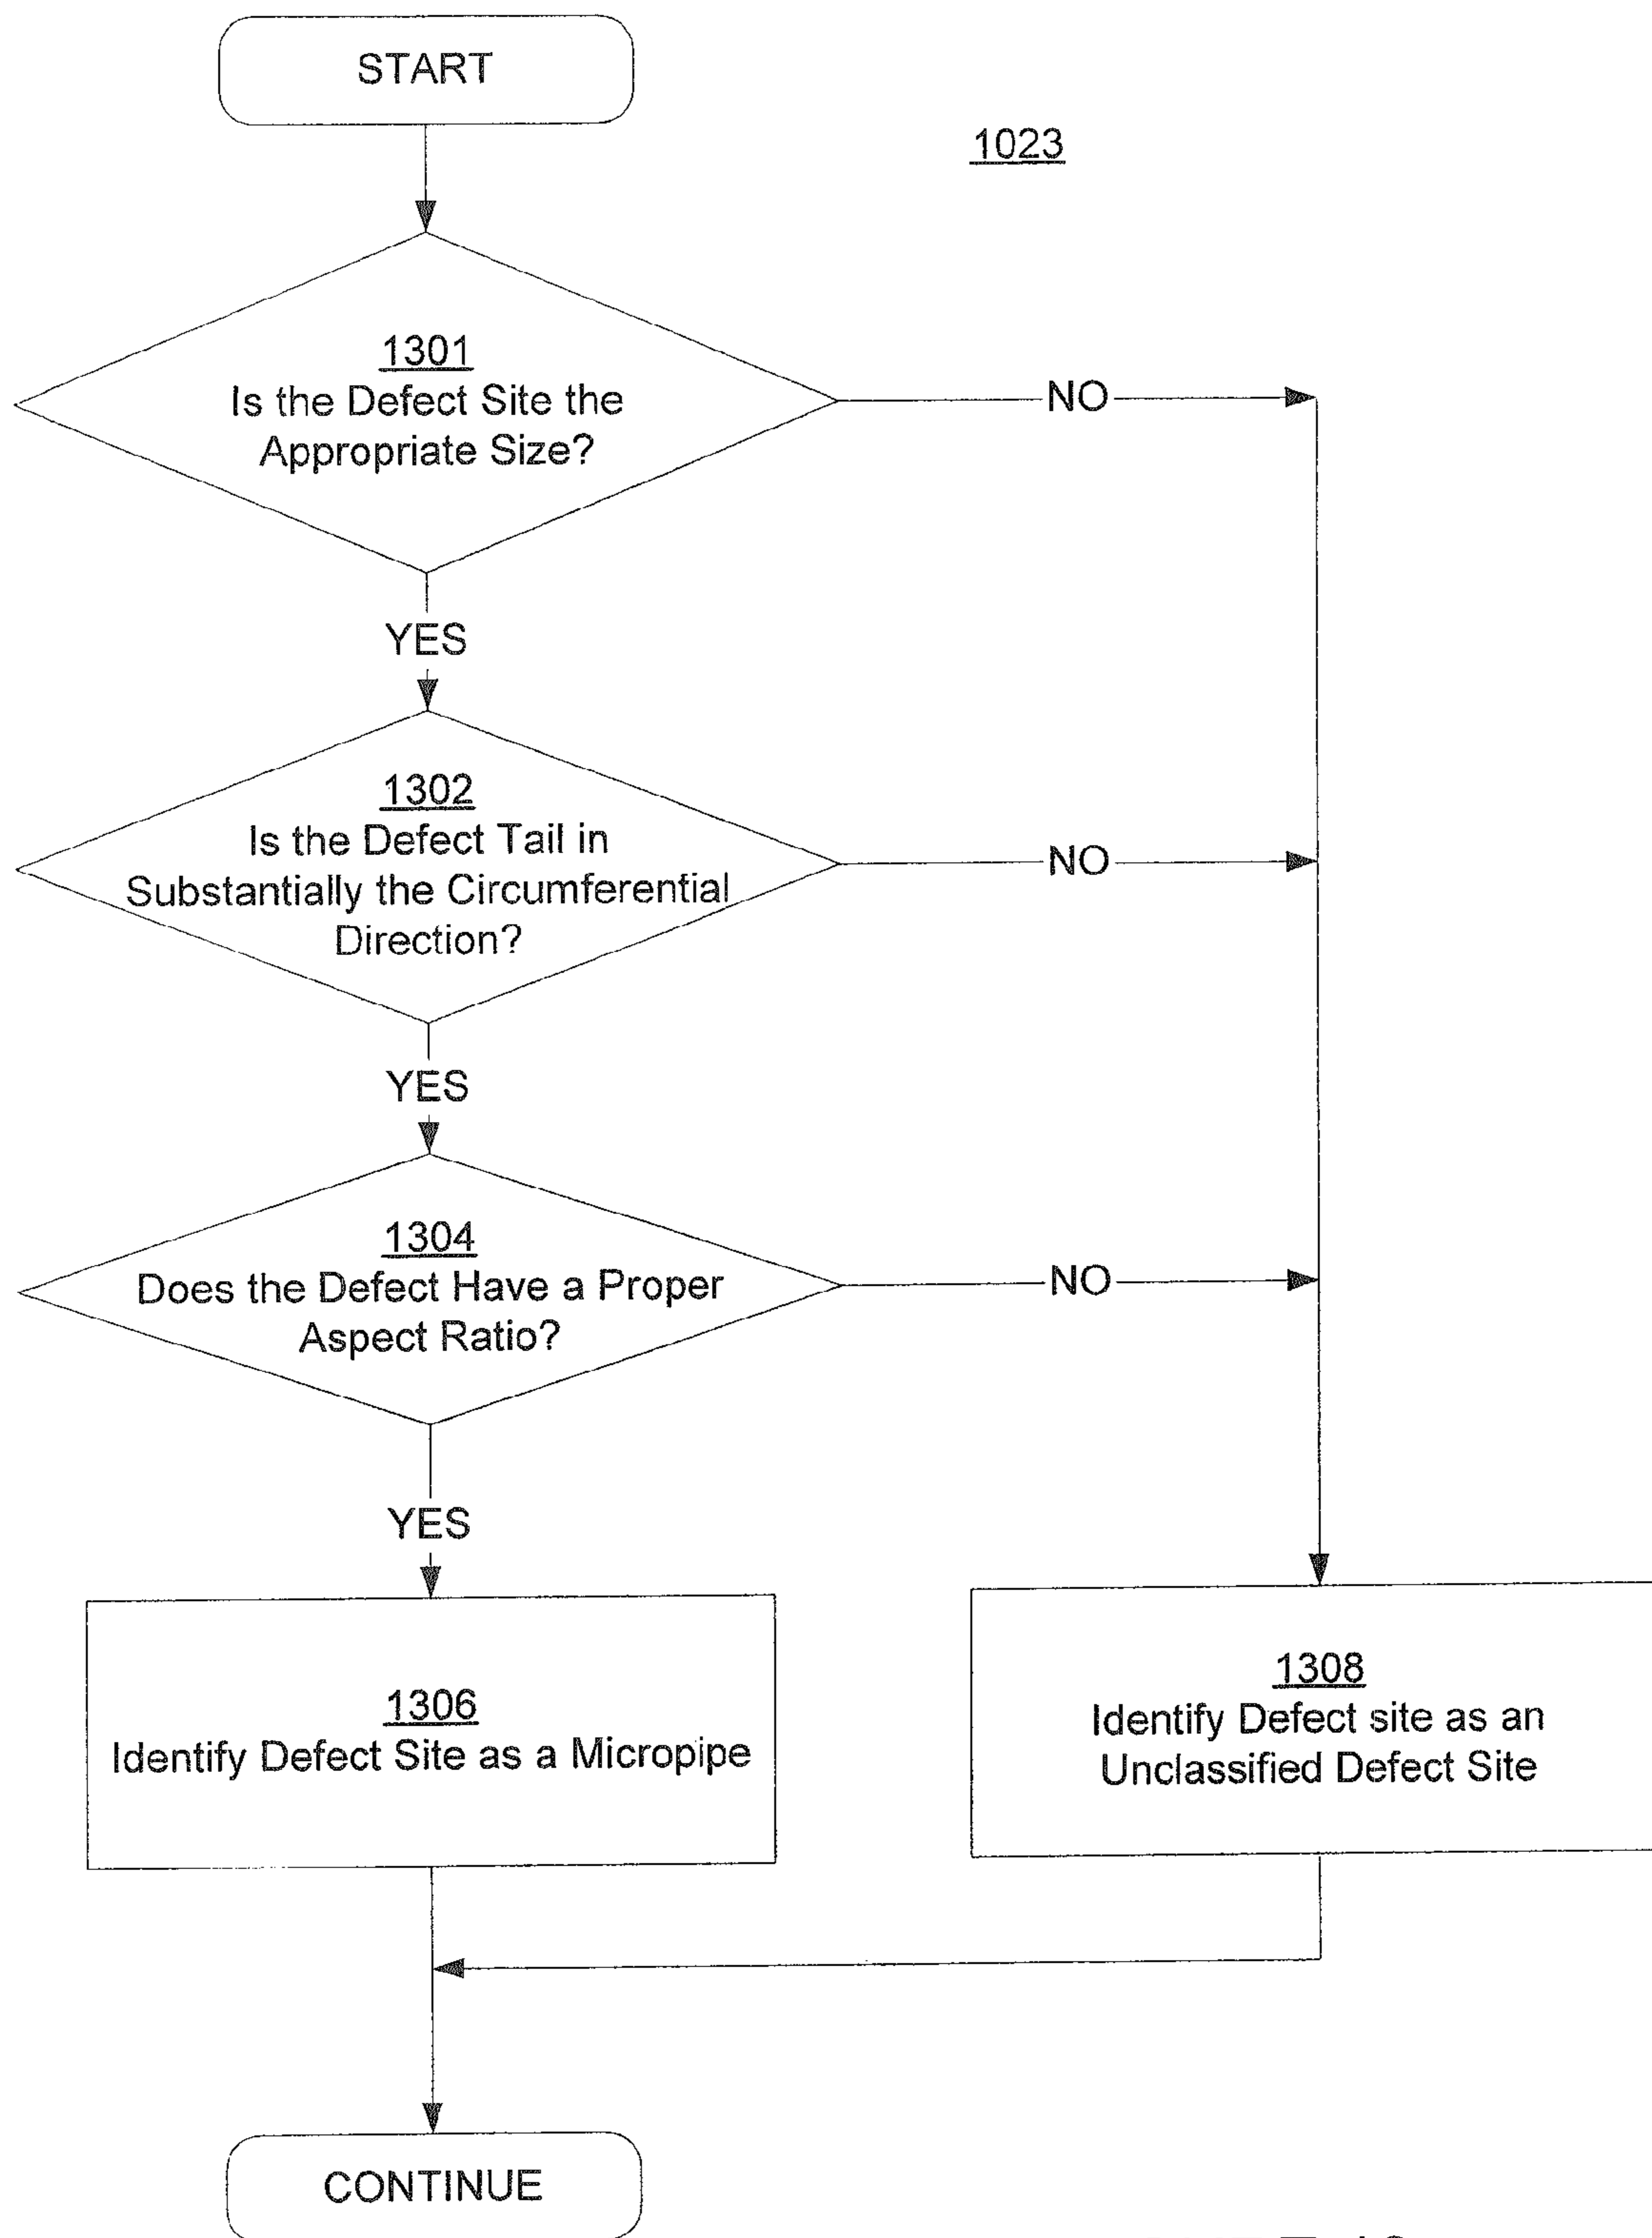 START
1023
1301
Is the Defect Site the
Appropriate Size?
NO
YES
1302
Is the Defect Tail in
Substantially the Circumferential
Direction?
NO
YES
1304
Does the Defect Have a Proper
Aspect Ratio?
NO
YES
1306
Identify Defect Site as a Micropipe
1308
Identify Defect site as an
Unclassified Defect Site
CONTINUE